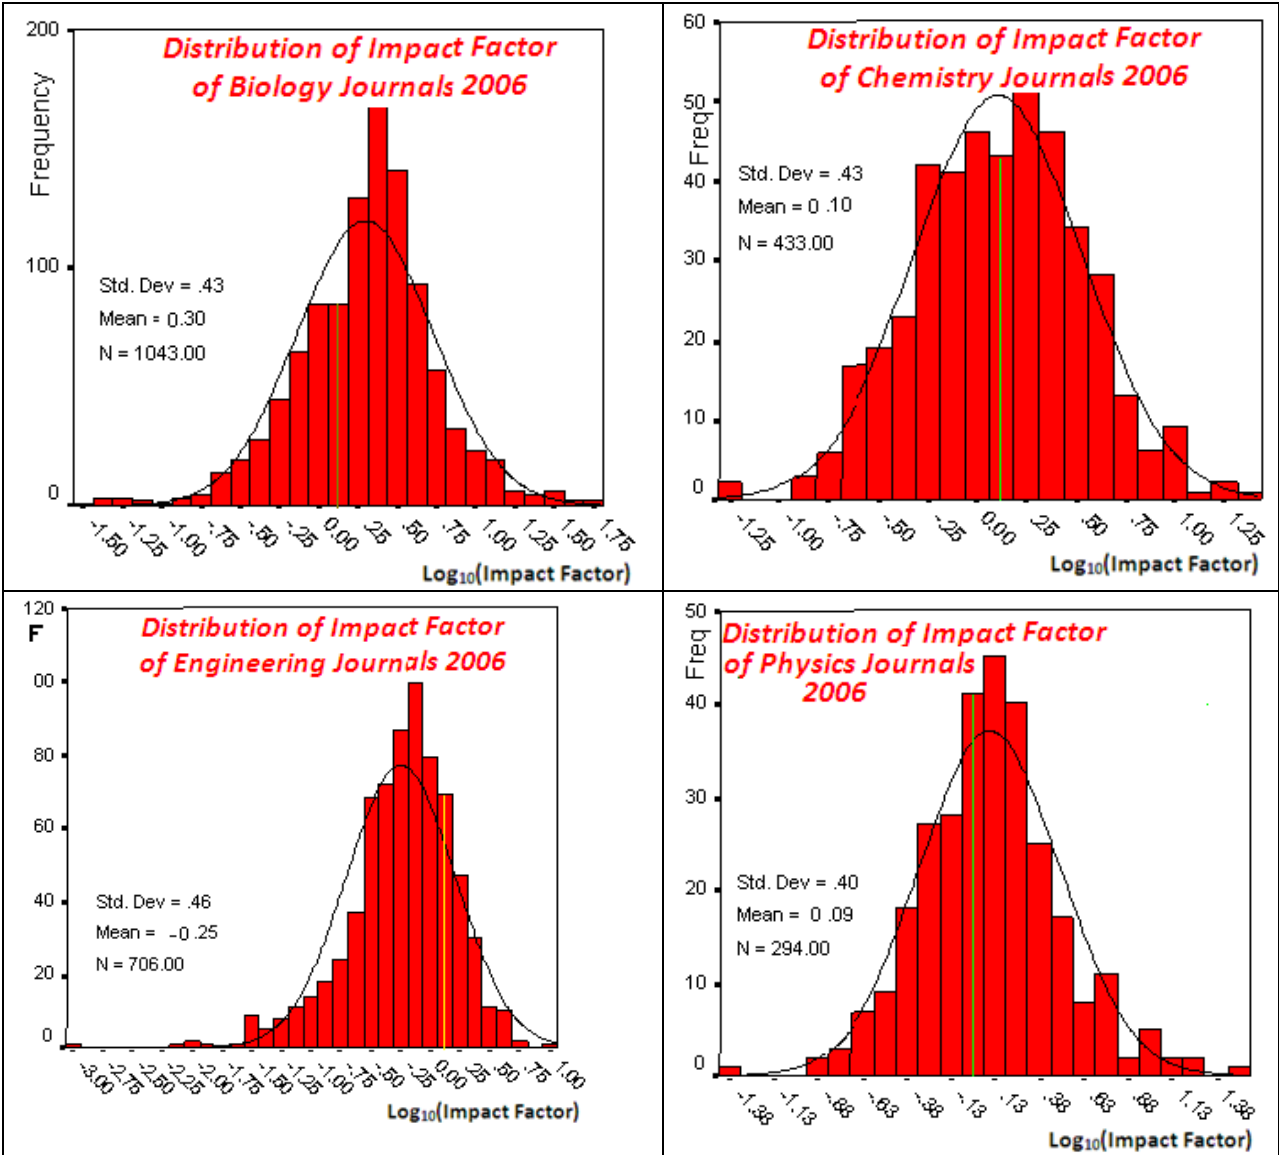 Distribution of Impact Factor
of Biology Journals 2006
Frequency
200
100
0
Std. Dev = .43
Mean = 0.30
N = 1043.00
-1.50 -1.25 -1.00 -.75 -.50 -.25 0.00 .25 .50 .75 1.00 1.25 1.50 1.75
Log10(Impact Factor)
Distribution of Impact Factor
of Chemistry Journals 2006
Freq
60
50
40
30
20
10
0
Std. Dev = .43
Mean = 0 .10
N = 433.00
-1.25 -1.00 -.75 -.50 -.25 0.00 .25 .50 .75 1.00 1.25
Log10(Impact Factor)
Distribution of Impact Factor
of Engineering Journals 2006
F
120
00
80
60
40
20
0
Std. Dev = .46
Mean = -0 .25
N = 706.00
-3.00 -2.75 -2.50 -2.25 -2.00 -1.75 -1.50 -1.25 -1.00 -.75 -.50 -.25 0.00 .25 .50 .75 1.00
Log10(Impact Factor)
Distribution of Impact Factor
of Physics Journals
2006
Freq
50
40
30
20
10
0
Std. Dev = .40
Mean = 0 .09
N = 294.00
-1.38 -1.13 -.88 -.63 -.38 -.13 .13 .38 .63 .88 1.13 1.38
Log10(Impact Factor)